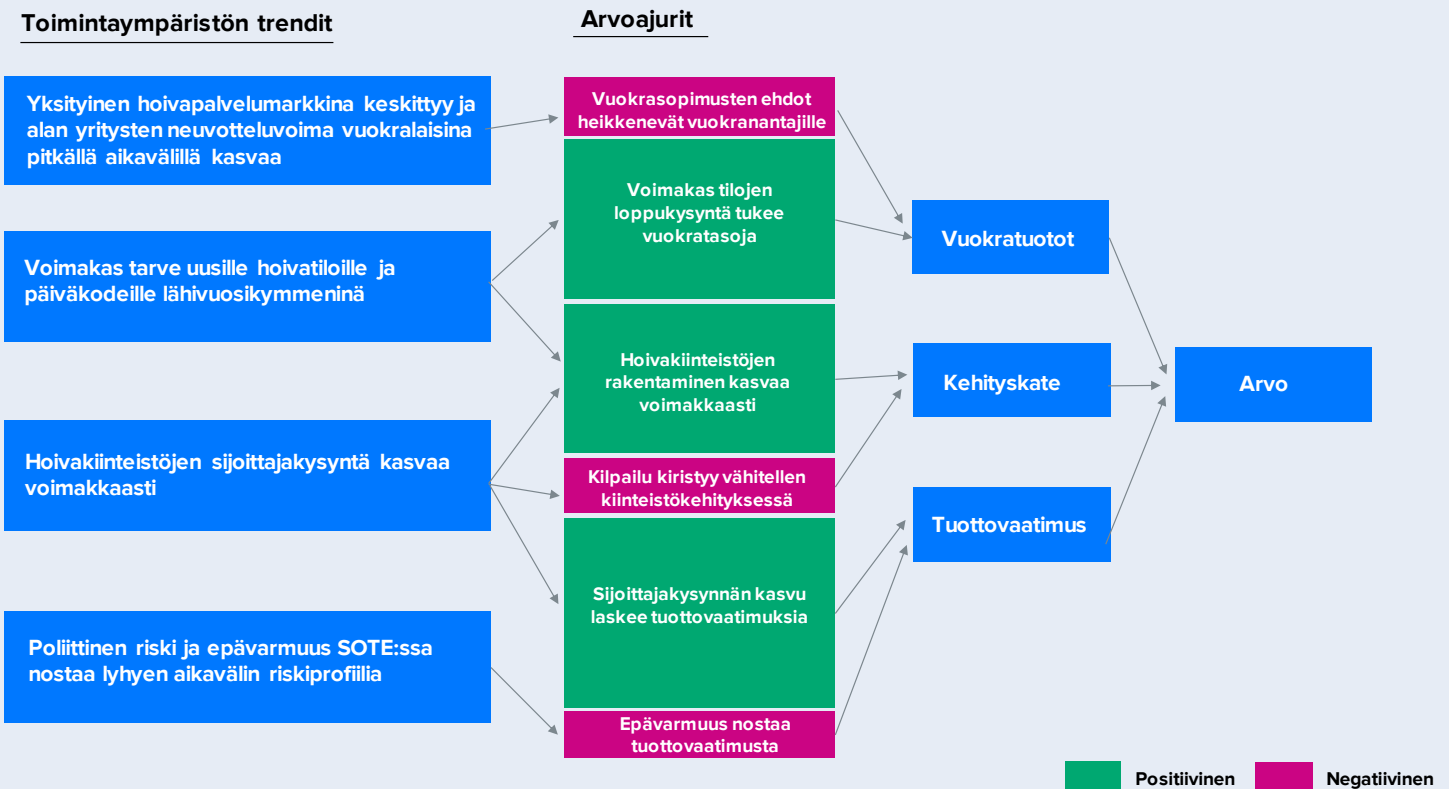 Toimintaympäristön trendit
Arvoajurit
Yksityinen hoivapalvelumarkkina keskittyy ja
alan yritysten neuvotteluvoima vuokralaisina
pitkällä aikavälillä kasvaa
Voimakas tarve uusille hoivatiloille ja
päiväkodeille lähivuosikymmeninä
Hoivakiinteistöjen sijoittajakysyntä kasvaa
voimakkaasti
Poliittinen riski ja epävarmuus SOTE:ssa
nostaa lyhyen aikavälin riskiprofiilia
Vuokrasopimusten ehdot
heikkenevät vuokranantajille
Voimakas tilojen
loppukysyntä tukee
vuokratasoja
Hoivakiinteistöjen
rakentaminen kasvaa
voimakkaasti
Kilpailu kiristyy vähitellen
kiinteistökehityksessä
Sijoittajakysynnän kasvu
laskee tuottovaatimuksia
Epävarmuus nostaa
tuottovaatimusta
Vuokratuotot
Kehityskate
Tuottovaatimus
Arvo
Positiivinen
Negatiivinen